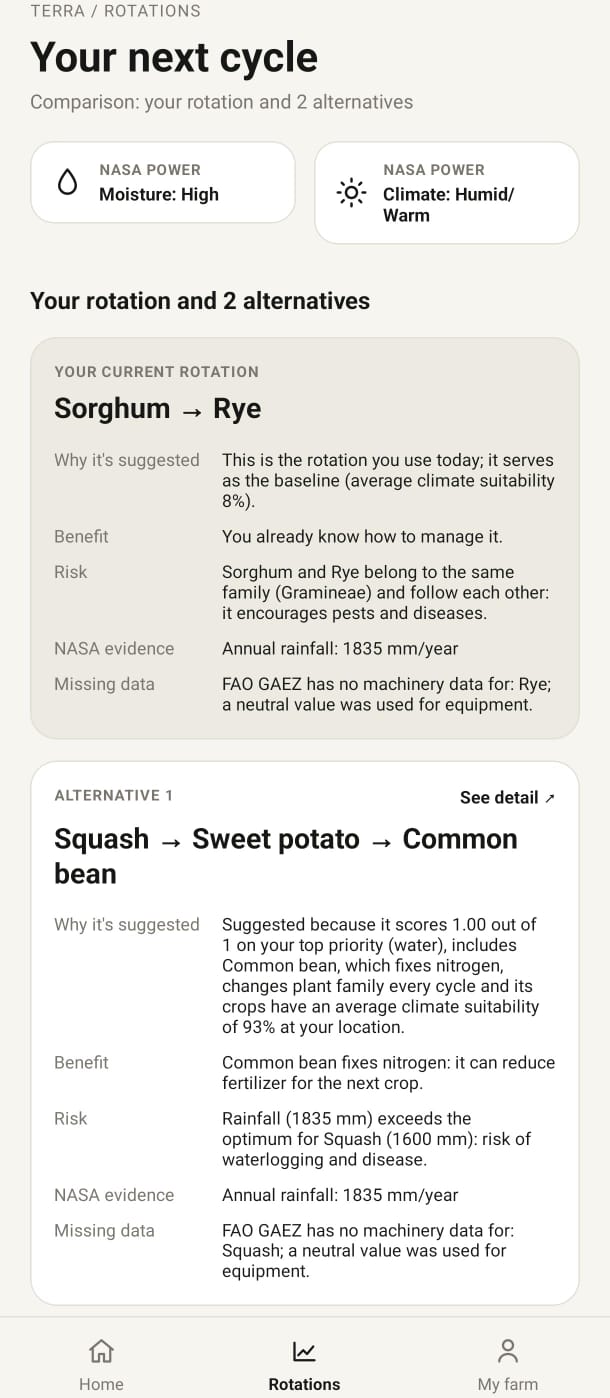 TERRA / ROTATIONS
Your next cycle
Comparison: your rotation and 2 alternatives
NASA POWER
Moisture: High
NASA POWER
Climate: Humid/
Warm
Your rotation and 2 alternatives
YOUR CURRENT ROTATION
Sorghum → Rye
Why it's suggested
This is the rotation you use today; it serves
as the baseline (average climate suitability
8%).
Benefit
You already know how to manage it.
Risk
Sorghum and Rye belong to the same
family (Gramineae) and follow each other:
it encourages pests and diseases.
NASA evidence
Annual rainfall: 1835 mm/year
Missing data
FAO GAEZ has no machinery data for: Rye;
a neutral value was used for equipment.
ALTERNATIVE 1
See detail ↗
Squash → Sweet potato → Common
bean
Why it's suggested
Suggested because it scores 1.00 out of
1 on your top priority (water), includes
Common bean, which fixes nitrogen,
changes plant family every cycle and its
crops have an average climate suitability
of 93% at your location.
Benefit
Common bean fixes nitrogen: it can reduce
fertilizer for the next crop.
Risk
Rainfall (1835 mm) exceeds the
optimum for Squash (1600 mm): risk of
waterlogging and disease.
NASA evidence
Annual rainfall: 1835 mm/year
Missing data
FAO GAEZ has no machinery data for:
Squash; a neutral value was used for
equipment.
Home
Rotations
My farm